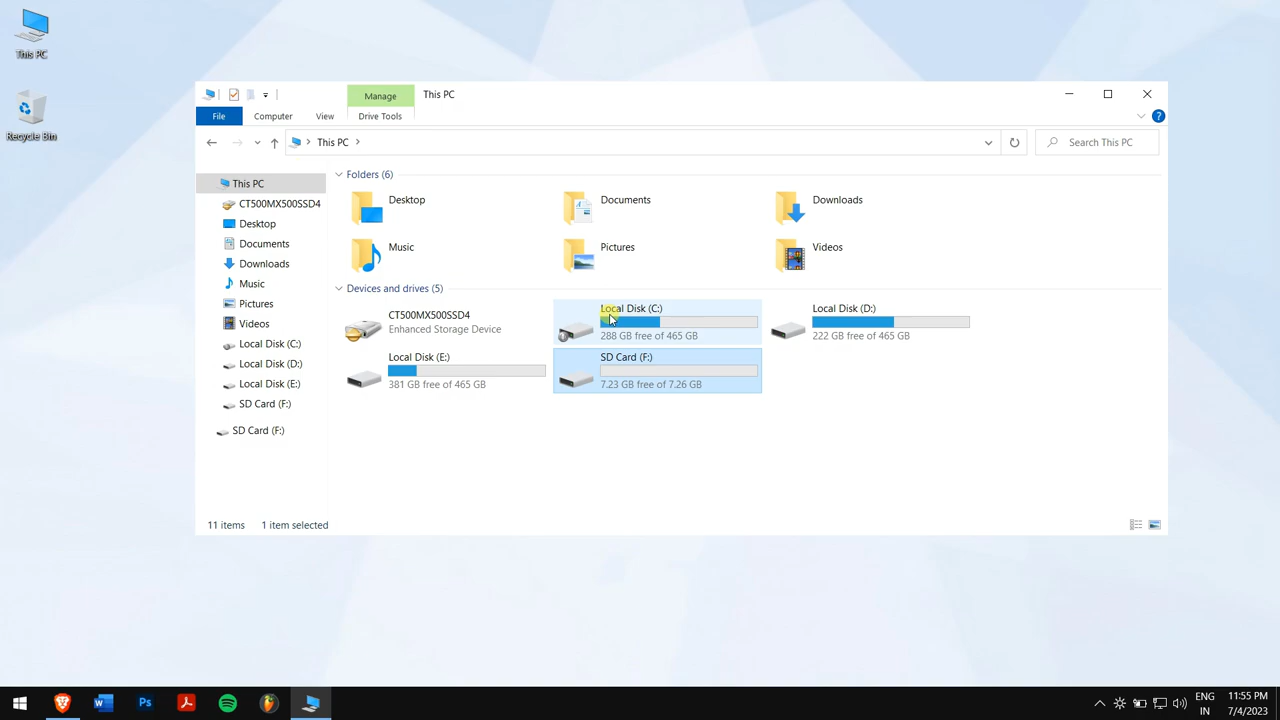 This PC
Recycle Bin
Manage
This PC
File
Computer
View
Drive Tools
This PC
Search This PC
This PC
CT500MX500SSD4
Desktop
Documents
Downloads
Music
Pictures
Videos
Local Disk (C:)
Local Disk (D:)
Local Disk (E:)
SD Card (F:)
SD Card (F:)
Folders (6)
Desktop
Documents
Downloads
Music
Pictures
Videos
Devices and drives (5)
CT500MX500SSD4
Enhanced Storage Device
Local Disk (C:)
288 GB free of 465 GB
Local Disk (D:)
222 GB free of 465 GB
Local Disk (E:)
381 GB free of 465 GB
SD Card (F:)
7.23 GB free of 7.26 GB
11 items
1 item selected
ENG
IN
11:55 PM
7/4/2023